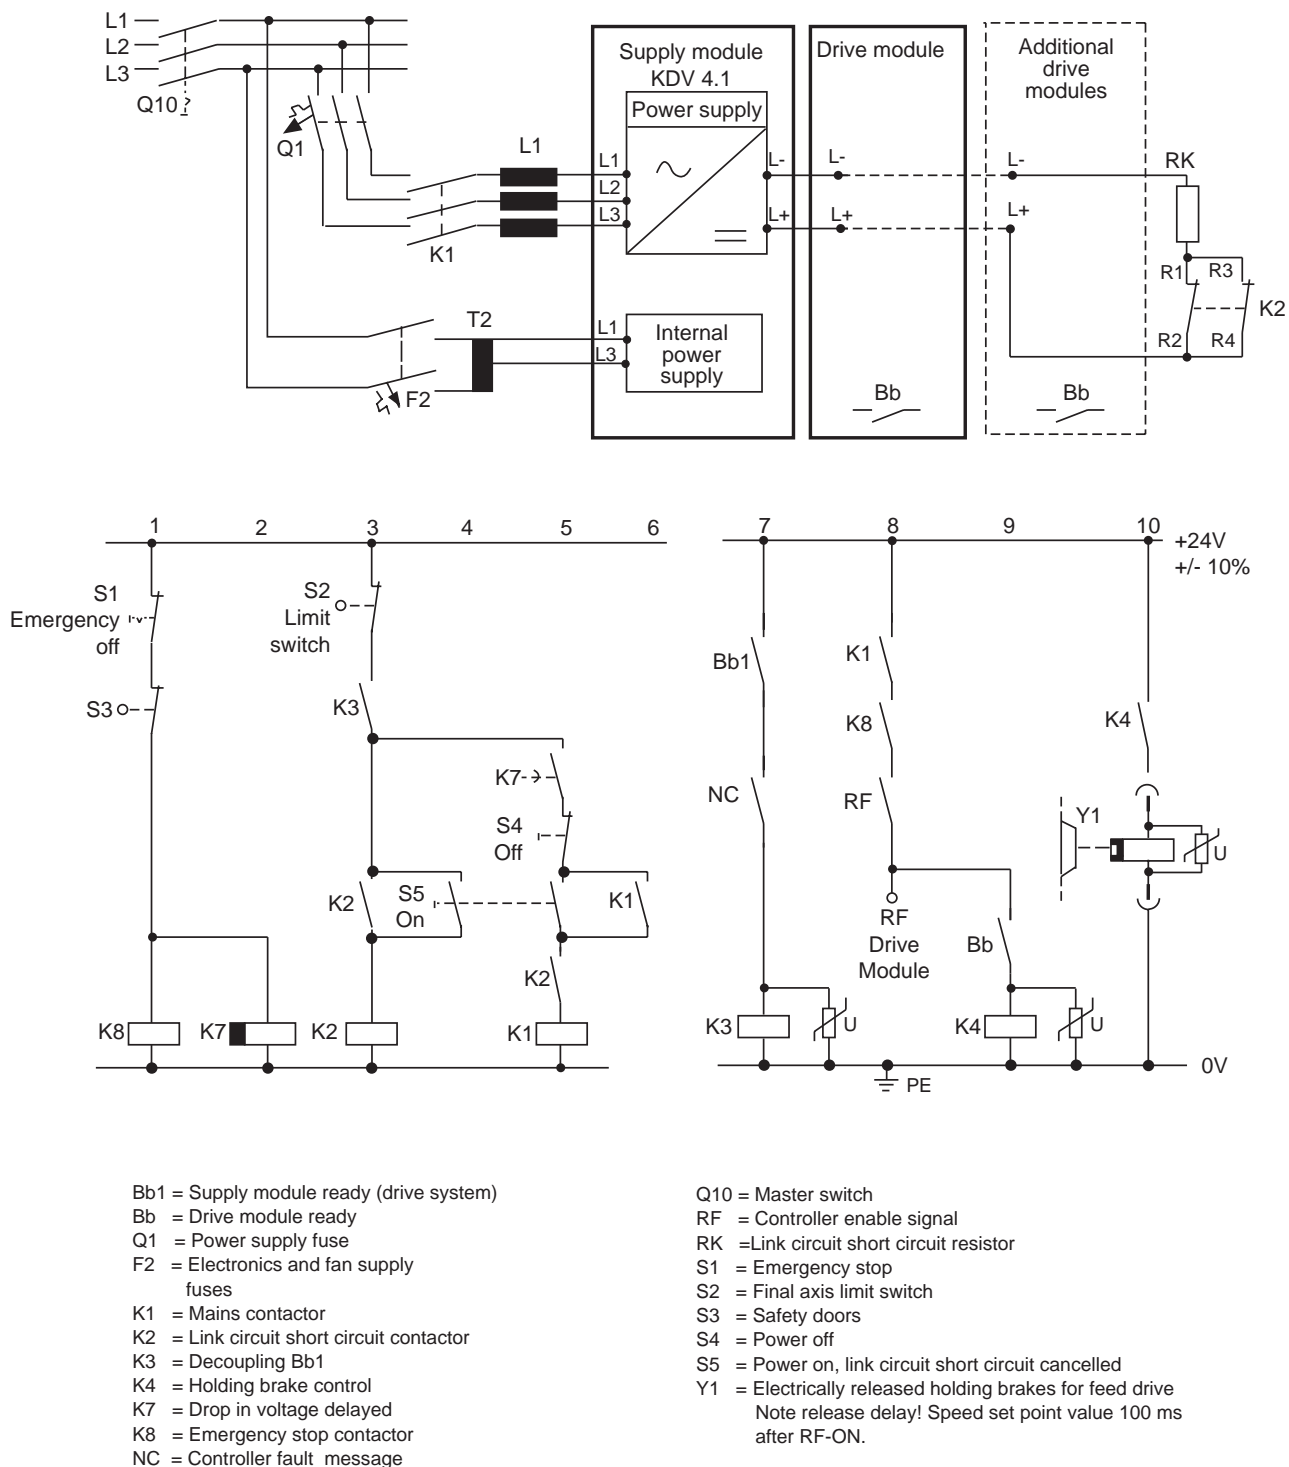 L1
L2
L3
Q10
Q1
L1
K1
Supply module
KDV 4.1
Power supply
L1
L2
L3
L-
L+
Drive module
L-
L+
Additional
drive
modules
L-
L+
RK
R1 R3
K2
R2 R4
T2
F2
L1
L3
Internal
power
supply
Bb
Bb
1 2 3 4 5 6
7 8 9 10
+24V
+/- 10%
S1
Emergency
off
S2
Limit
switch
S3
K3
K7
S4
Off
K2
S5
On
K1
K2
K8
K7
K2
K1
Bb1
K1
K8
K4
NC
RF
Y1
U
RF
Drive
Module
Bb
K3
U
K4
U
0V
PE
Bb1 = Supply module ready (drive system)
Bb = Drive module ready
Q1 = Power supply fuse
F2 = Electronics and fan supply
fuses
K1 = Mains contactor
K2 = Link circuit short circuit contactor
K3 = Decoupling Bb1
K4 = Holding brake control
K7 = Drop in voltage delayed
K8 = Emergency stop contactor
NC = Controller fault message
Q10 = Master switch
RF = Controller enable signal
RK =Link circuit short circuit resistor
S1 = Emergency stop
S2 = Final axis limit switch
S3 = Safety doors
S4 = Power off
S5 = Power on, link circuit short circuit cancelled
Y1 = Electrically released holding brakes for feed drive
Note release delay! Speed set point value 100 ms
after RF-ON.